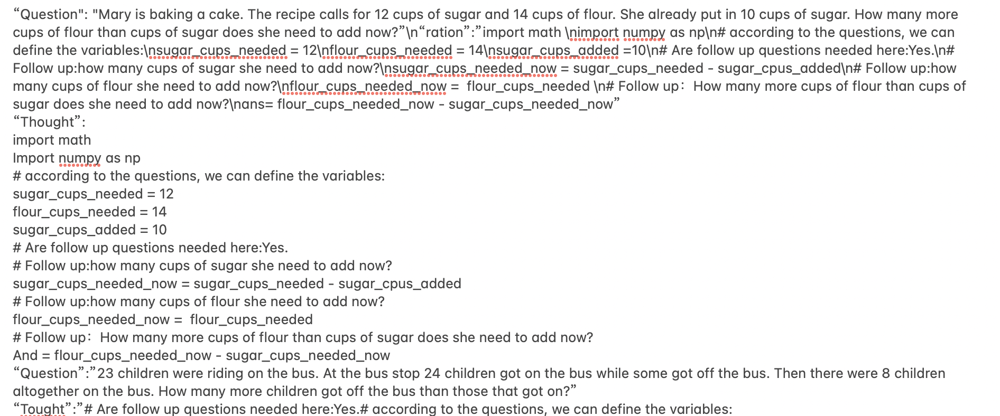 “Question": "Mary is baking a cake. The recipe calls for 12 cups of sugar and 14 cups of flour. She already put in 10 cups of sugar. How many more
cups of flour than cups of sugar does she need to add now?”\n“ration”:”import math \nimport numpy as np\n# according to the questions, we can
define the variables:\nsugar_cups_needed = 12\nflour_cups_needed = 14\nsugar_cups_added =10\n# Are follow up questions needed here:Yes.\n#
Follow up:how many cups of sugar she need to add now?\nsugar_cups_needed_now = sugar_cups_needed - sugar_cpus_added\n# Follow up:how
many cups of flour she need to add now?\nflour_cups_needed_now =  flour_cups_needed \n# Follow up：How many more cups of flour than cups of
sugar does she need to add now?\nans= flour_cups_needed_now - sugar_cups_needed_now”
“Thought”:
import math
Import numpy as np
# according to the questions, we can define the variables:
sugar_cups_needed = 12
flour_cups_needed = 14
sugar_cups_added = 10
# Are follow up questions needed here:Yes.
# Follow up:how many cups of sugar she need to add now?
sugar_cups_needed_now = sugar_cups_needed - sugar_cpus_added
# Follow up:how many cups of flour she need to add now?
flour_cups_needed_now =  flour_cups_needed
# Follow up：How many more cups of flour than cups of sugar does she need to add now?
And = flour_cups_needed_now - sugar_cups_needed_now
“Question”:”23 children were riding on the bus. At the bus stop 24 children got on the bus while some got off the bus. Then there were 8 children
altogether on the bus. How many more children got off the bus than those that got on?”
“Tought”:”# Are follow up questions needed here:Yes.# according to the questions, we can define the variables: